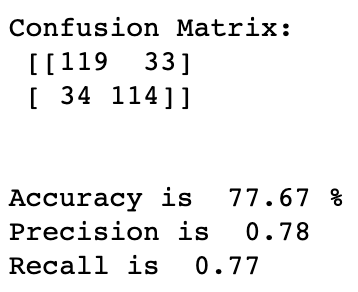 Confusion Matrix:
[[119  33]
[ 34 114]]
Accuracy is  77.67 %
Precision is  0.78
Recall is  0.77